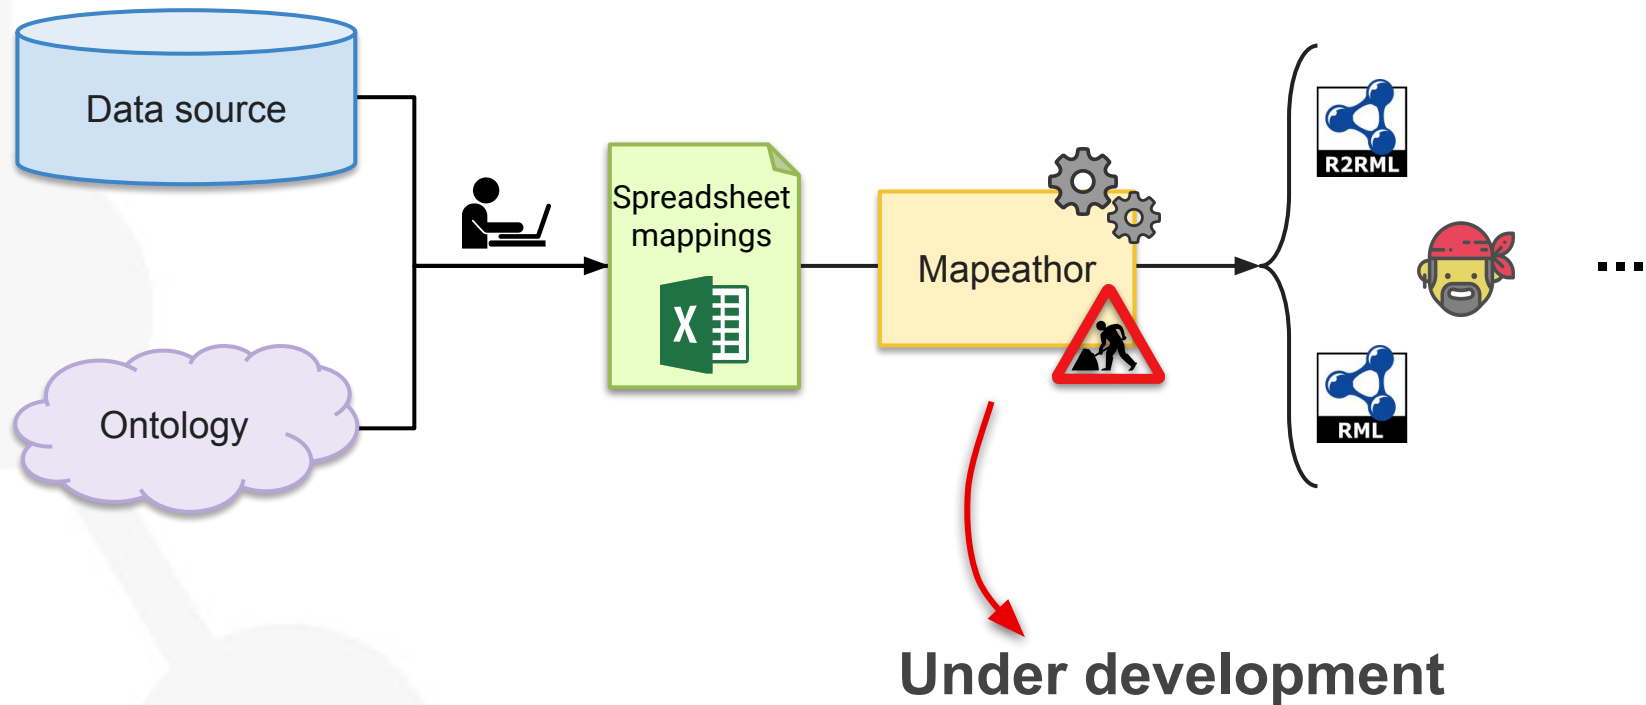 Data source
Ontology
Spreadsheet
mappings
X
Mapeathor
R2RML
RML
...
Under development